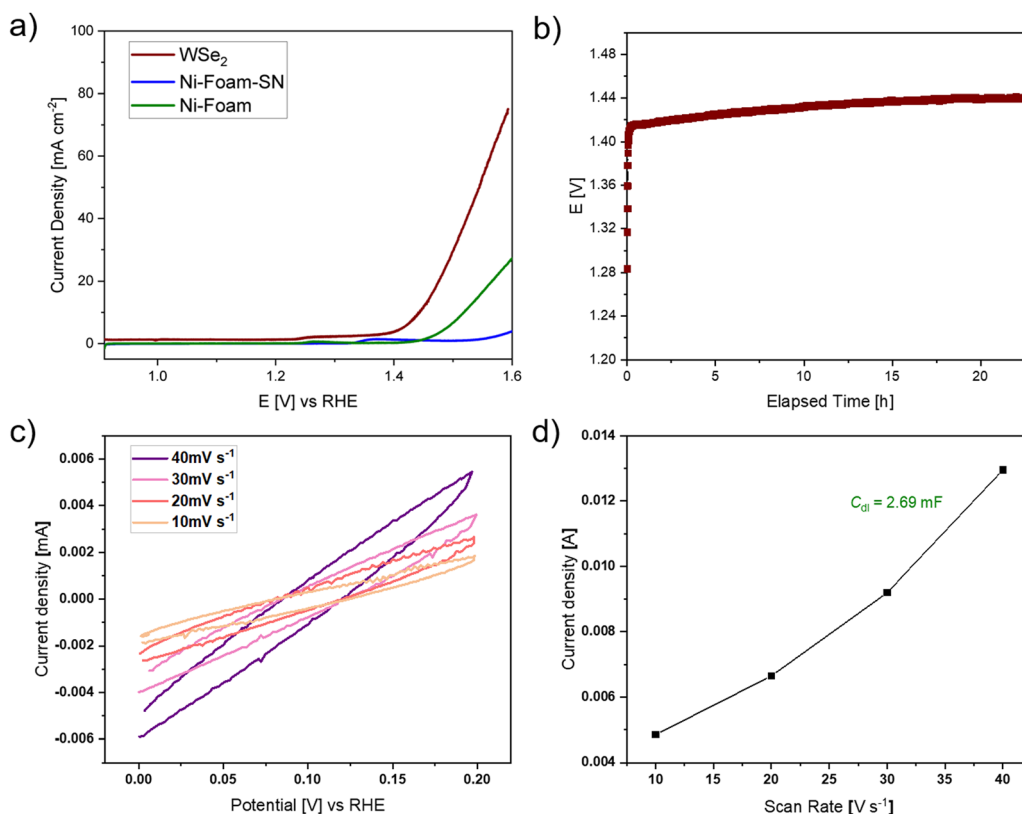 a)
100
80
60
40
20
0
Current Density [mA cm⁻²]
WSe₂
Ni-Foam-SN
Ni-Foam
1.0
1.2
1.4
1.6
E [V] vs RHE
b)
1.48
1.44
1.40
1.36
1.32
1.28
1.24
1.20
E [V]
0
5
10
15
20
Elapsed Time [h]
c)
0.006
0.004
0.002
0.000
-0.002
-0.004
-0.006
Current density [mA]
40mV s⁻¹
30mV s⁻¹
20mV s⁻¹
10mV s⁻¹
0.00
0.05
0.10
0.15
0.20
Potential [V] vs RHE
d)
0.014
0.012
0.010
0.008
0.006
0.004
Current density [A]
C_dl = 2.69 mF
10
15
20
25
30
35
40
Scan Rate [V s⁻¹]